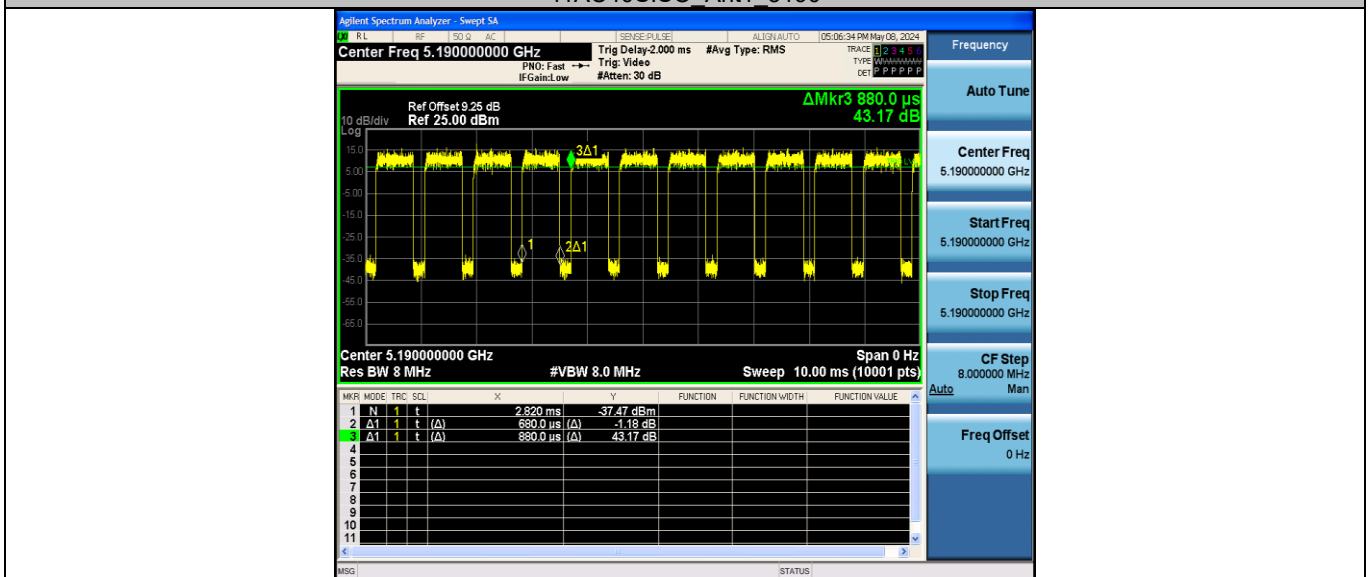 Agilent Spectrum Analyzer - Swept SA
RL RF 50 Ω AC SENSE:PULSE ALIGNAUTO 05:06:34 PM May 08, 2024
Center Freq 5.190000000 GHz
PNO: Fast
IFGain:Low
Trig Delay-2.000 ms
Trig: Video
#Atten: 30 dB
#Avg Type: RMS
TRACE 1 2 3 4 5 6
TYPE
DET P P P P P P
ΔMkr3 880.0 µs
43.17 dB
Ref Offset 9.25 dB
10 dB/div Ref 25.00 dBm
Log
15.0
5.00
-5.00
-15.0
-25.0
-35.0
-45.0
-55.0
-65.0
3Δ1
1
2Δ1
Center 5.190000000 GHz Span 0 Hz
Res BW 8 MHz #VBW 8.0 MHz Sweep 10.00 ms (10001 pts)
MKR MODE TRC SCL X Y FUNCTION FUNCTION WIDTH FUNCTION VALUE
1 N 1 t 2.820 ms -37.47 dBm
2 Δ1 1 t (Δ) 680.0 µs (Δ) -1.18 dB
3 Δ1 1 t (Δ) 880.0 µs (Δ) 43.17 dB
4
5
6
7
8
9
10
11
MSG STATUS
Frequency
Auto Tune
Center Freq
5.190000000 GHz
Start Freq
5.190000000 GHz
Stop Freq
5.190000000 GHz
CF Step
8.000000 MHz
Auto Man
Freq Offset
0 Hz